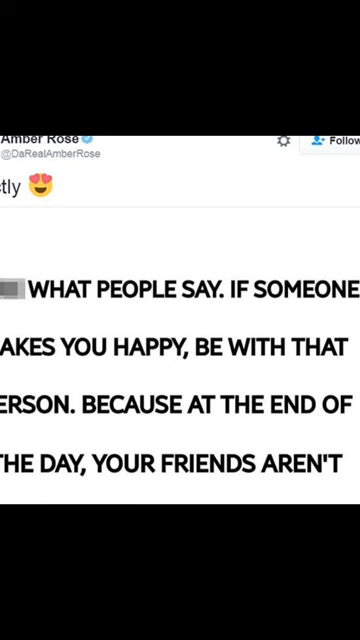 Amber Rose
@DaRealAmberRose
Follow
tly 😍
WHAT PEOPLE SAY. IF SOMEONE
AKES YOU HAPPY, BE WITH THAT
ERSON. BECAUSE AT THE END OF
THE DAY, YOUR FRIENDS AREN'T